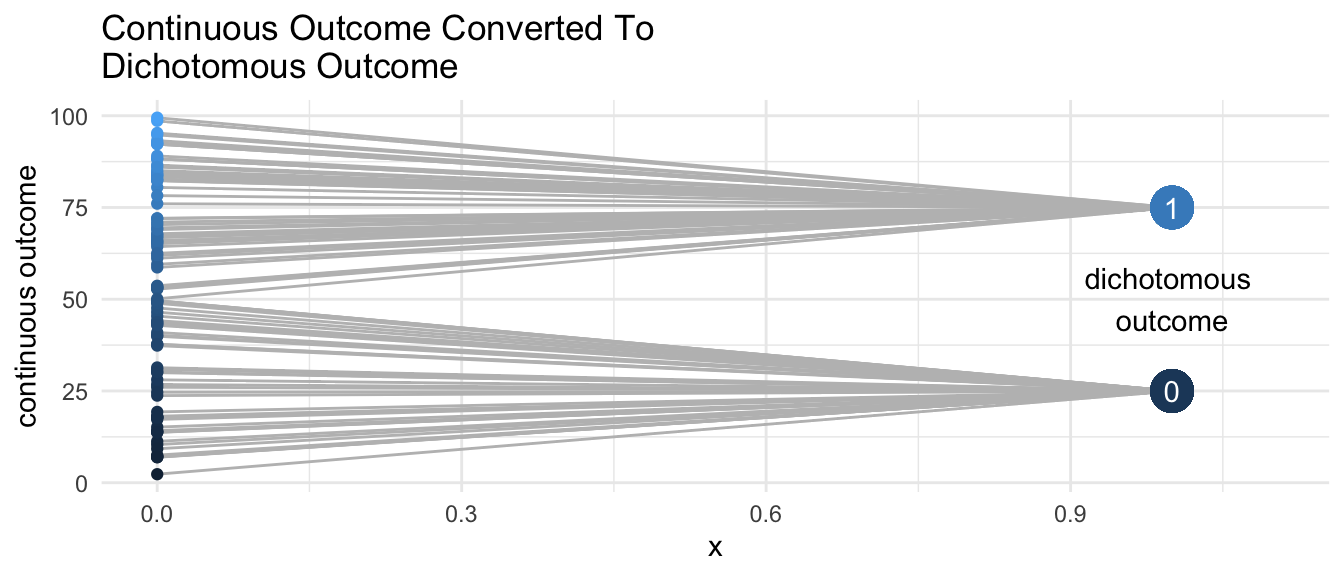 Continuous Outcome Converted To
Dichotomous Outcome
continuous outcome
100
75
50
25
0
1
dichotomous
outcome
0
0.0
0.3
0.6
0.9
x